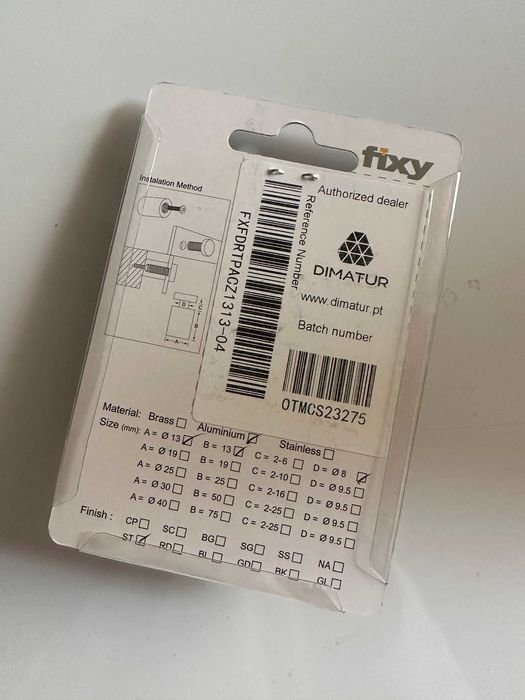 fixy
Authorized dealer
DIMATUR
www.dimatur.pt
Batch number
OTMCS23275
Reference Number
FXFDRTPACZ1313-04
Instalation Method
D
C
B
A
Material: Brass☐ Aluminium☑ Stainless☐
Size (mm): A = Ø 13☑ B = 13☑ C = 2-6☐ D = Ø 8☑
A = Ø 19☐ B = 19☐ C = 2-10☐ D = Ø 9.5☐
A = Ø 25☐ B = 25☐ C = 2-16☐ D = Ø 9.5☐
A = Ø 30☐ B = 50☐ C = 2-25☐ D = Ø 9.5☐
A = Ø 40☐ B = 75☐ C = 2-25☐ D = Ø 9.5☐
Finish : CP☐ SC☐ BG☐ SG☐ SS☐ NA☐
ST☑ RD☐ BL☐ GD☐ BK☐ GL☐